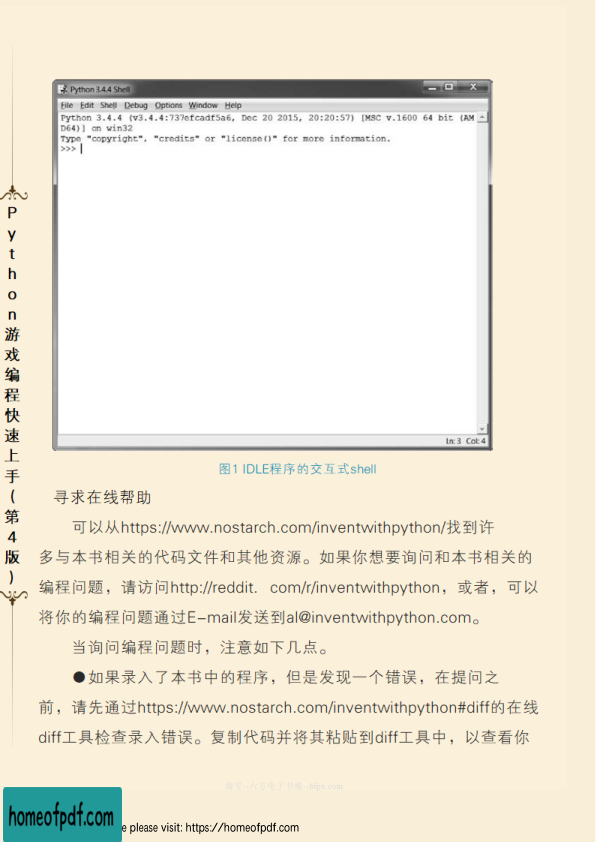 Python 3.4.4 Shell
File Edit Shell Debug Options Window Help
Python 3.4.4 (v3.4.4:737efcadf5a6, Dec 20 2015, 20:20:57) [MSC v.1600 64 bit (AM
D64)] on win32
Type "copyright", "credits" or "license()" for more information.
>>>
Ln: 3 Col: 4
Python游戏编程快速上手(第4版)
图1 IDLE程序的交互式shell
寻求在线帮助
可以从https://www.nostarch.com/inventwithpython/找到许
多与本书相关的代码文件和其他资源。如果你想要询问和本书相关的
编程问题，请访问http://reddit. com/r/inventwithpython，或者，可以
将你的编程问题通过E-mail发送到al@inventwithpython.com。
当询问编程问题时，注意如下几点。
●如果录入了本书中的程序，但是发现一个错误，在提问之
前，请先通过https://www.nostarch.com/inventwithpython#diff的在线
diff工具检查录入错误。复制代码并将其粘贴到diff工具中，以查看你
homeofpdf.com
e please visit: https://homeofpdf.com